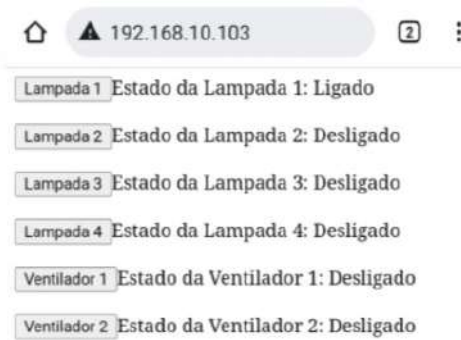 192.168.10.103 2
Lampada 1 Estado da Lampada 1: Ligado
Lampada 2 Estado da Lampada 2: Desligado
Lampada 3 Estado da Lampada 3: Desligado
Lampada 4 Estado da Lampada 4: Desligado
Ventilador 1 Estado da Ventilador 1: Desligado
Ventilador 2 Estado da Ventilador 2: Desligado